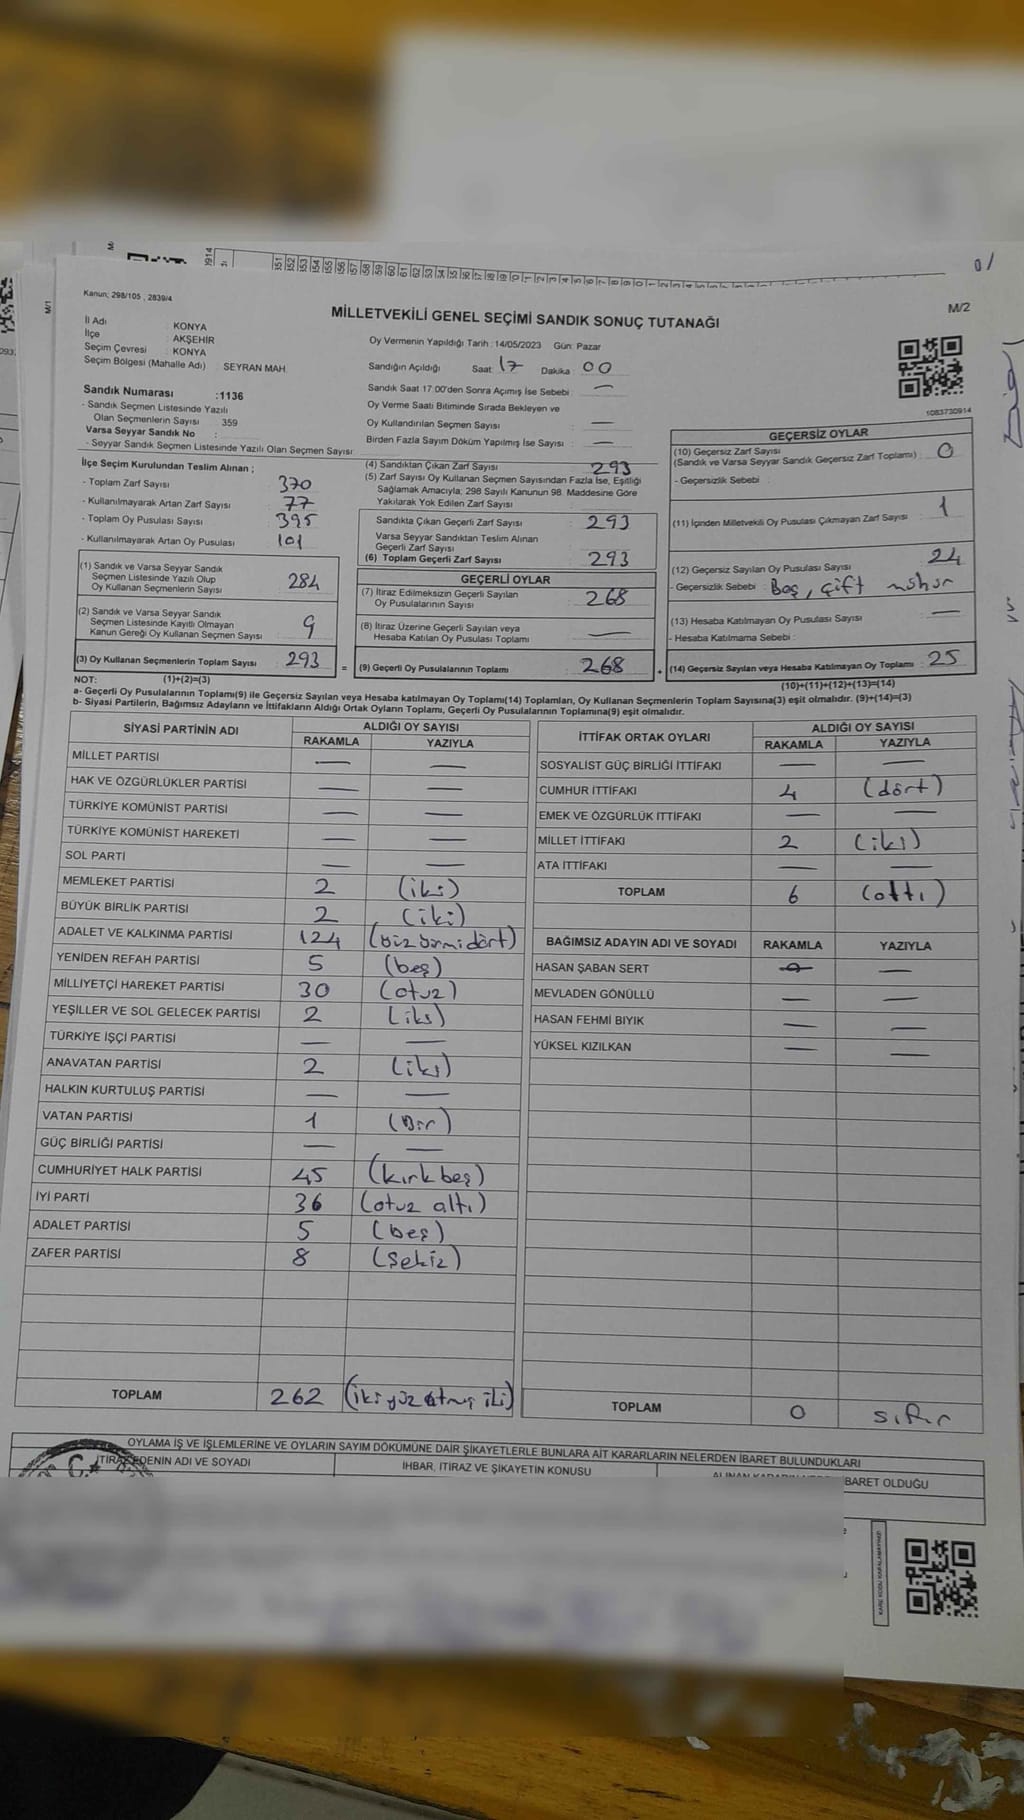 Kanun; 298/105 , 2839/4
MİLLETVEKİLİ GENEL SEÇİMİ SANDIK SONUÇ TUTANAĞI
M/2
İl Adı KONYA
İlçe : AKŞEHİR
Seçim Çevresi : KONYA
Seçim Bölgesi (Mahalle Adı) : SEYRAN MAH.
Oy Vermenin Yapıldığı Tarih : 14/05/2023 Gün: Pazar
Sandığın Açıldığı Saat : 17 Dakika : 00
Sandık Saat 17:00'den Sonra Açımış İse Sebebi : —
Oy Verme Saati Bitiminde Sırada Bekleyen ve
Oy Kullandırılan Seçmen Sayısı : —
Birden Fazla Sayım Döküm Yapılmış İse Sayısı : —
1083730914
Sandık Numarası :1136
- Sandık Seçmen Listesinde Yazılı
Olan Seçmenlerin Sayısı : 359
Varsa Seyyar Sandık No :
- Seyyar Sandık Seçmen Listesinde Yazılı Olan Seçmen Sayısı :
İlçe Seçim Kurulundan Teslim Alınan ;
- Toplam Zarf Sayısı : 370
- Kullanılmayarak Artan Zarf Sayısı : 77
- Toplam Oy Pusulası Sayısı : 395
- Kullanılmayarak Artan Oy Pusulası : 101
(1) Sandık ve Varsa Seyyar Sandık
Seçmen Listesinde Yazılı Olup
Oy Kullanan Seçmenlerin Sayısı : 284
(2) Sandık ve Varsa Seyyar Sandık
Seçmen Listesinde Kayıtlı Olmayan
Kanun Gereği Oy Kullanan Seçmen Sayısı : 9
(3) Oy Kullanan Seçmenlerin Toplam Sayısı : 293 =
(4) Sandıktan Çıkan Zarf Sayısı : 293
(5) Zarf Sayısı Oy Kullanan Seçmen Sayısından Fazla İse, Eşitliği
Sağlamak Amacıyla; 298 Sayılı Kanunun 98. Maddesine Göre
Yakılarak Yok Edilen Zarf Sayısı :
Sandıkta Çıkan Geçerli Zarf Sayısı : 293
Varsa Seyyar Sandıktan Teslim Alınan
Geçerli Zarf Sayısı :
(6) Toplam Geçerli Zarf Sayısı : 293
GEÇERLİ OYLAR
(7) İtiraz Edilmeksizin Geçerli Sayılan
Oy Pusulalarının Sayısı : 268
(8) İtiraz Üzerine Geçerli Sayılan veya
Hesaba Katılan Oy Pusulası Toplamı : —
(9) Geçerli Oy Pusulalarının Toplamı : 268 +
GEÇERSİZ OYLAR
(10) Geçersiz Zarf Sayısı
(Sandık ve Varsa Seyyar Sandık Geçersiz Zarf Toplamı) : 0
- Geçersizlik Sebebi :
(11) İçinden Milletvekili Oy Pusulası Çıkmayan Zarf Sayısı : 1
(12) Geçersiz Sayılan Oy Pusulası Sayısı : 24
- Geçersizlik Sebebi : Boş, çift mühür
(13) Hesaba Katılmayan Oy Pusulası Sayısı : —
- Hesaba Katılmama Sebebi :
(14) Geçersiz Sayılan veya Hesaba Katılmayan Oy Toplamı : 25
NOT: (1)+(2)=(3) (10)+(11)+(12)+(13)=(14)
a- Geçerli Oy Pusulalarının Toplamı(9) ile Geçersiz Sayılan veya Hesaba katılmayan Oy Toplamı(14) Toplamları, Oy Kullanan Seçmenlerin Toplam Sayısına(3) eşit olmalıdır. (9)+(14)=(3)
b- Siyasi Partilerin, Bağımsız Adayların ve İttifakların Aldığı Ortak Oyların Toplamı, Geçerli Oy Pusulalarının Toplamına(9) eşit olmalıdır.
SİYASİ PARTİNİN ADI ALDIĞI OY SAYISI
RAKAMLA YAZIYLA
MİLLET PARTİSİ — —
HAK VE ÖZGÜRLÜKLER PARTİSİ — —
TÜRKİYE KOMÜNİST PARTİSİ — —
TÜRKİYE KOMÜNİST HAREKETİ — —
SOL PARTİ — —
MEMLEKET PARTİSİ 2 (iki)
BÜYÜK BİRLİK PARTİSİ 2 (iki)
ADALET VE KALKINMA PARTİSİ 124 (yüzyirmidört)
YENİDEN REFAH PARTİSİ 5 (beş)
MİLLİYETÇİ HAREKET PARTİSİ 30 (otuz)
YEŞİLLER VE SOL GELECEK PARTİSİ 2 (iki)
TÜRKİYE İŞÇİ PARTİSİ — —
ANAVATAN PARTİSİ 2 (iki)
HALKIN KURTULUŞ PARTİSİ — —
VATAN PARTİSİ 1 (Bir)
GÜÇ BİRLİĞİ PARTİSİ — —
CUMHURİYET HALK PARTİSİ 45 (kırkbeş)
İYİ PARTİ 36 (otuz altı)
ADALET PARTİSİ 5 (beş)
ZAFER PARTİSİ 8 (Sekiz)
TOPLAM 262 (ikiyüz atmış iki)
İTTİFAK ORTAK OYLARI ALDIĞI OY SAYISI
RAKAMLA YAZIYLA
SOSYALİST GÜÇ BİRLİĞİ İTTİFAKI — —
CUMHUR İTTİFAKI 4 (dört)
EMEK VE ÖZGÜRLÜK İTTİFAKI — —
MİLLET İTTİFAKI 2 (iki)
ATA İTTİFAKI — —
TOPLAM 6 (altı)
BAĞIMSIZ ADAYIN ADI VE SOYADI RAKAMLA YAZIYLA
HASAN ŞABAN SERT — —
MEVLADEN GÖNÜLLÜ — —
HASAN FEHMİ BIYIK — —
YÜKSEL KIZILKAN — —
TOPLAM 0 sıfır
OYLAMA İŞ VE İŞLEMLERİNE VE OYLARIN SAYIM DÖKÜMÜNE DAİR ŞİKAYETLERLE BUNLARA AİT KARARLARIN NELERDEN İBARET BULUNDUKLARI
İTİRAZ EDENİN ADI VE SOYADI
İHBAR, İTİRAZ VE ŞİKAYETİN KONUSU
ALINAN KARARIN NEDEN İBARET OLDUĞU
KARE KODU KARALAMAYINIZ!